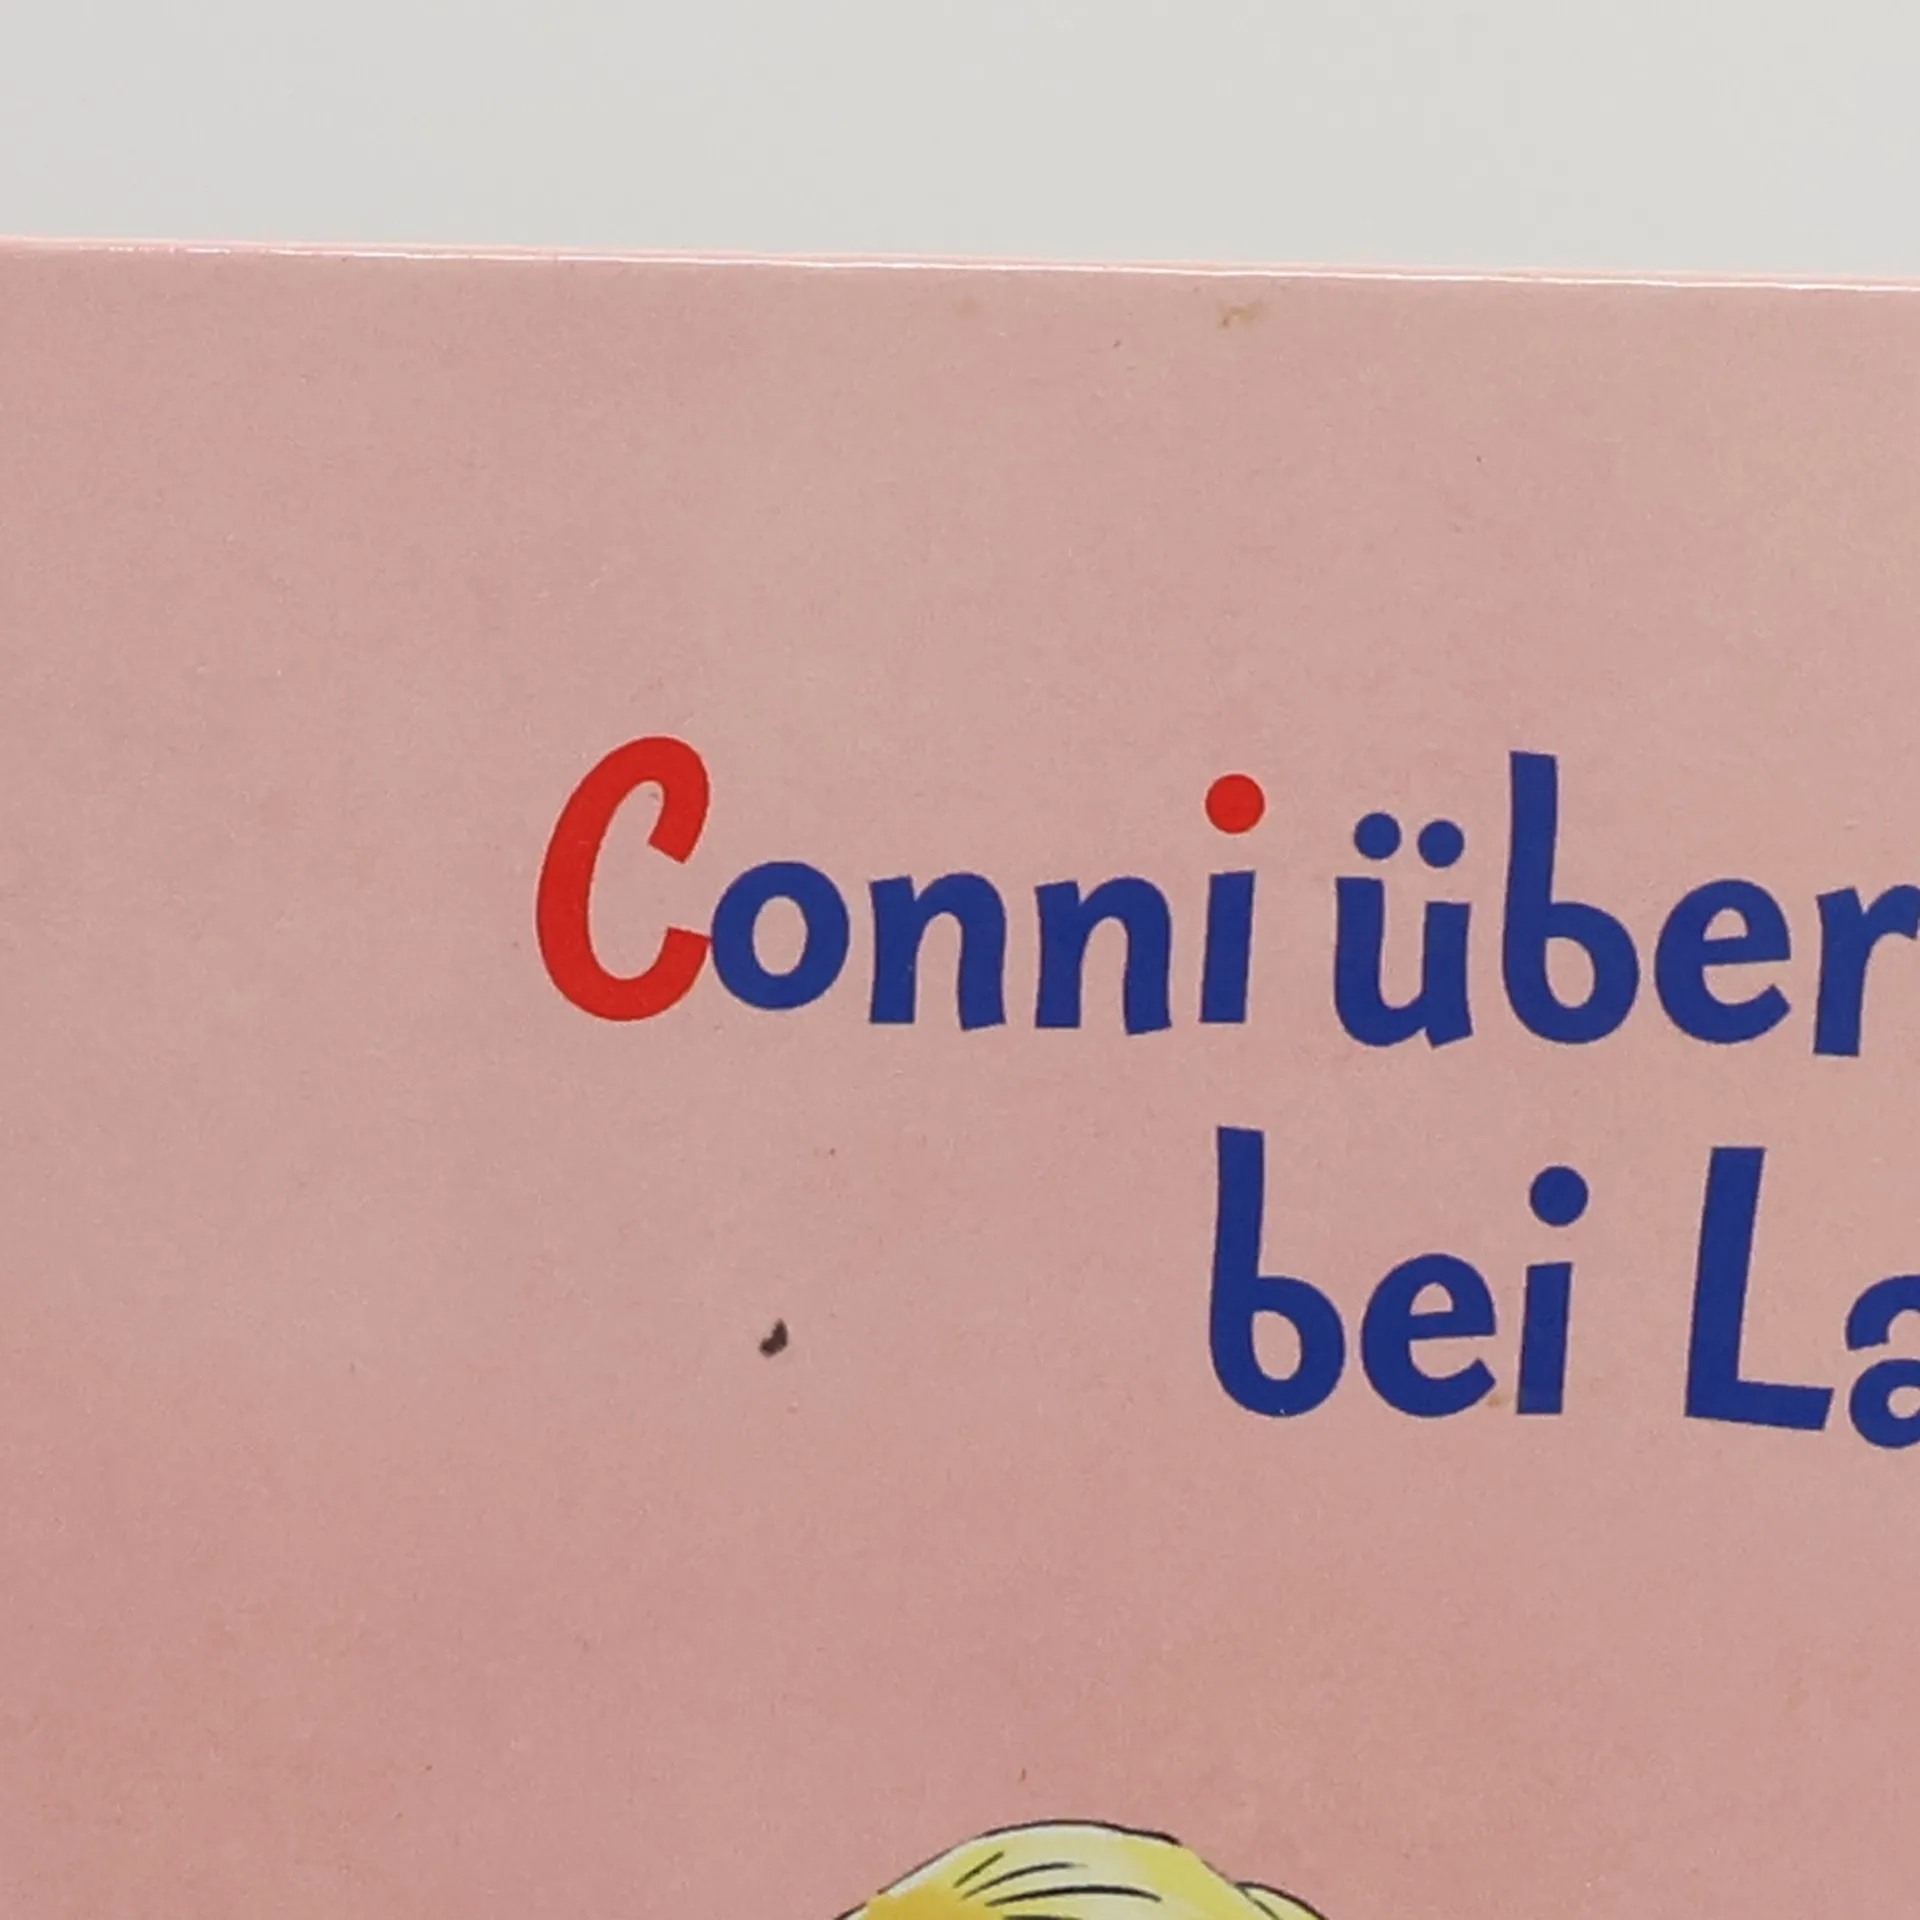 Conni über
bei La